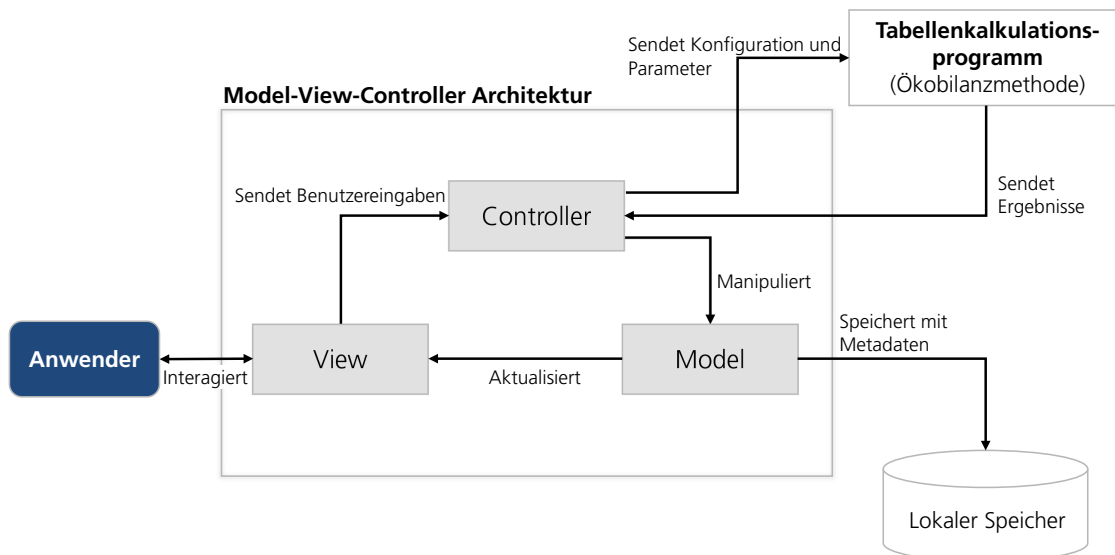 Sendet Konfiguration und
Parameter
Tabellenkalkulations-
programm
(Ökobilanzmethode)
Model-View-Controller Architektur
Sendet Benutzereingaben
Controller
Sendet
Ergebnisse
Manipuliert
Anwender
Interagiert
View
Aktualisiert
Model
Speichert mit
Metadaten
Lokaler Speicher